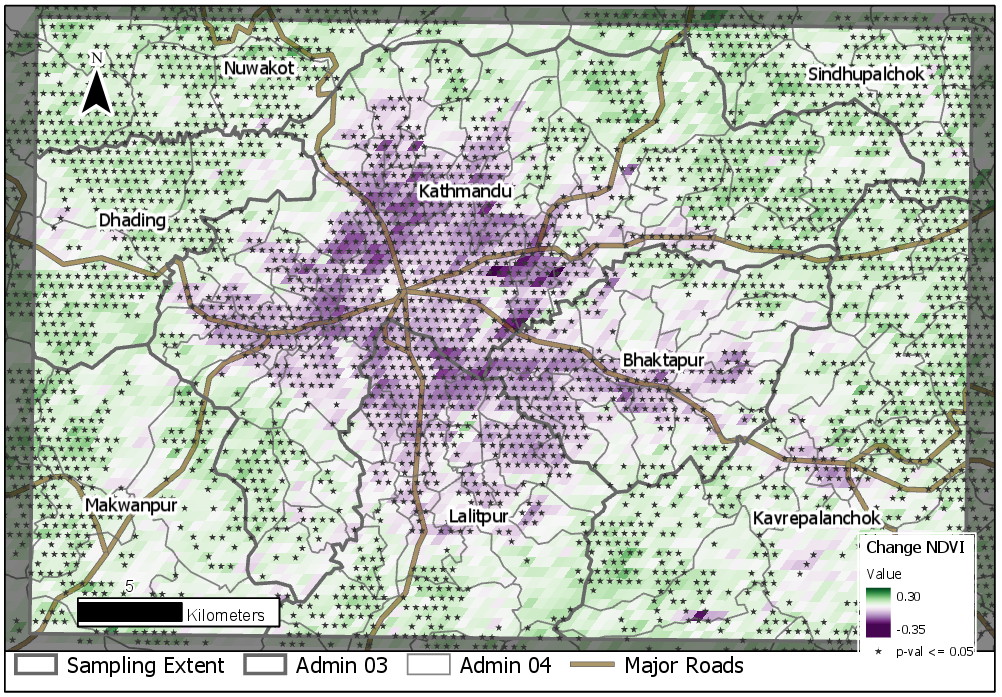 N
Nuwakot
Sindhupalchok
Kathmandu
Dhading
Bhaktapur
Makwanpur
Lalitpur
Kavrepalanchok
Change NDVI
Value
0.30
-0.35
p-val <= 0.05
5
Kilometers
Sampling Extent Admin 03 Admin 04 Major Roads